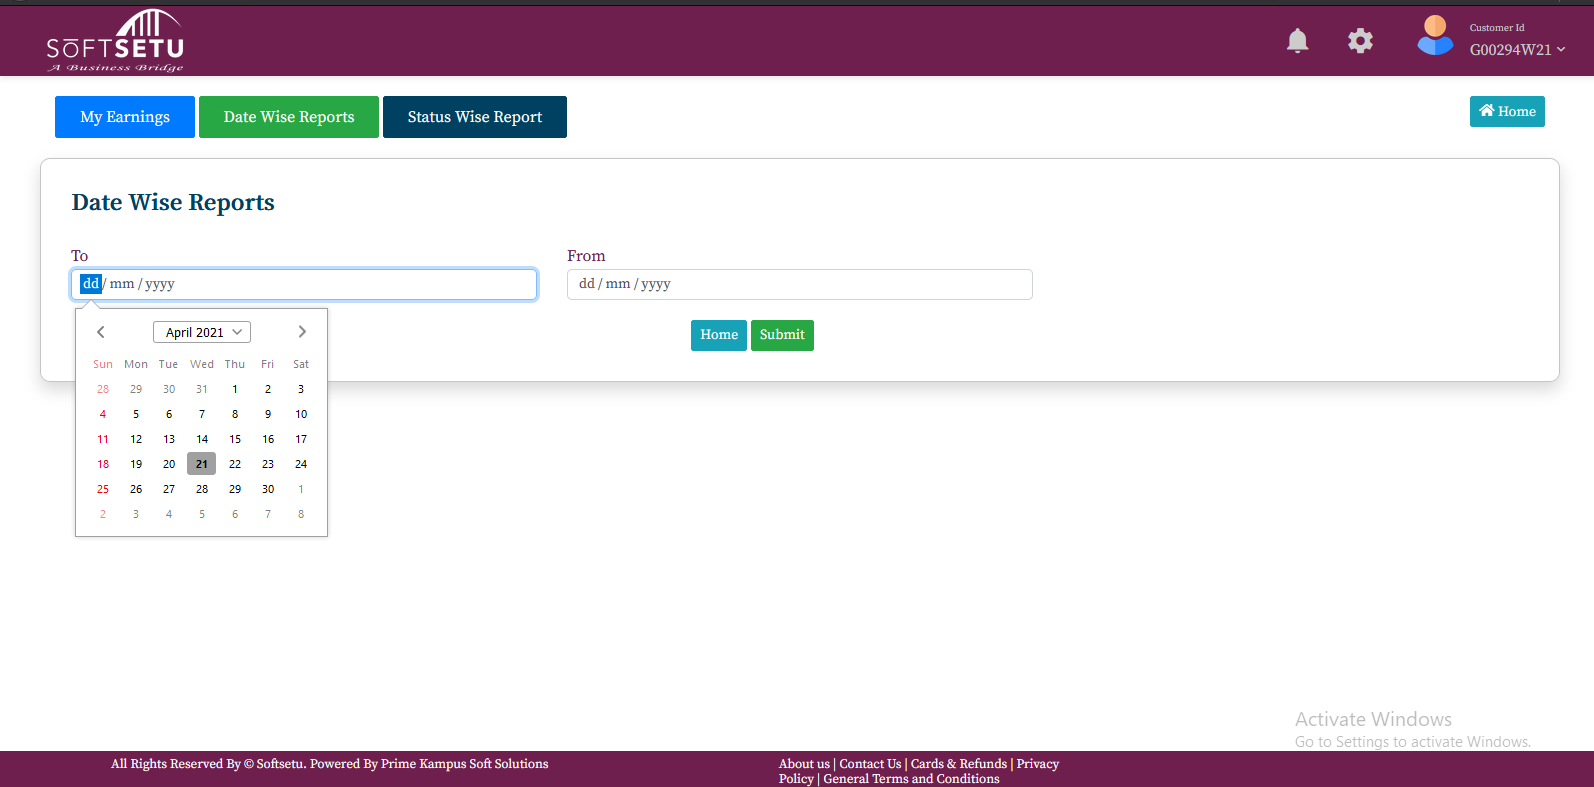 SOFTSETU
A Business Bridge
Customer Id
G00294W21
My Earnings Date Wise Reports Status Wise Report Home
Date Wise Reports
To From
dd / mm / yyyy dd / mm / yyyy
Home Submit
April 2021
Sun Mon Tue Wed Thu Fri Sat
28 29 30 31 1 2 3
4 5 6 7 8 9 10
11 12 13 14 15 16 17
18 19 20 21 22 23 24
25 26 27 28 29 30 1
2 3 4 5 6 7 8
Activate Windows
Go to Settings to activate Windows.
All Rights Reserved By © Softsetu. Powered By Prime Kampus Soft Solutions
About us | Contact Us | Cards & Refunds | Privacy
Policy | General Terms and Conditions